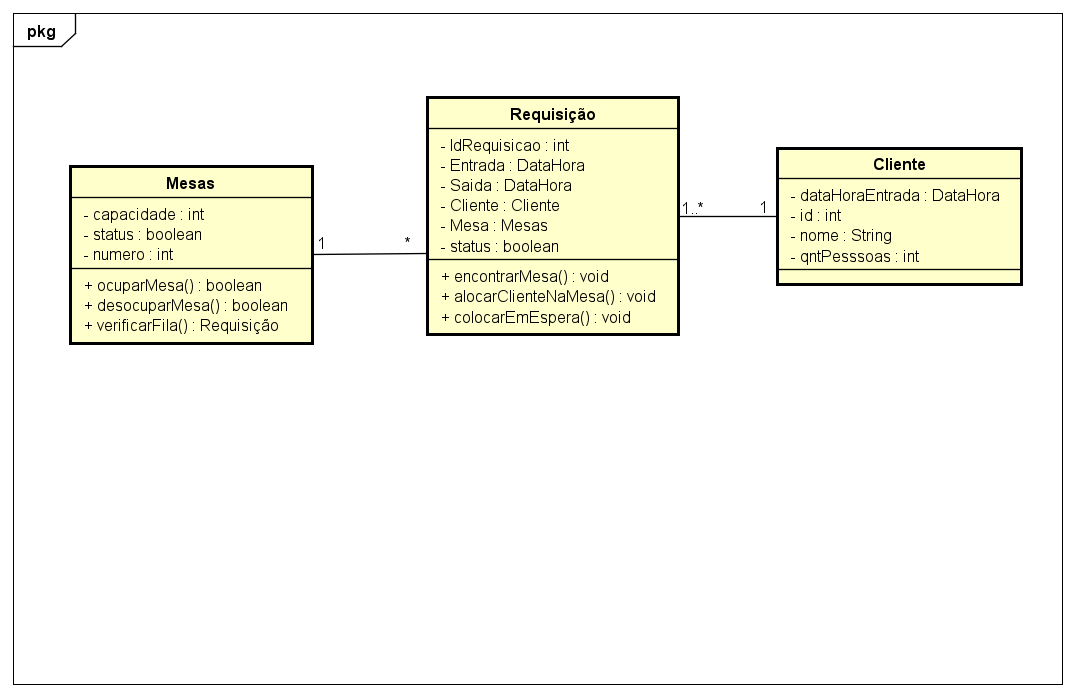 pkg
Mesas
- capacidade : int
- status : boolean
- numero : int
+ ocuparMesa() : boolean
+ desocuparMesa() : boolean
+ verificarFila() : Requisição
1
*
Requisição
- IdRequisicao : int
- Entrada : DataHora
- Saida : DataHora
- Cliente : Cliente
- Mesa : Mesas
- status : boolean
+ encontrarMesa() : void
+ alocarClienteNaMesa() : void
+ colocarEmEspera() : void
1..*
1
Cliente
- dataHoraEntrada : DataHora
- id : int
- nome : String
- qntPesssoas : int